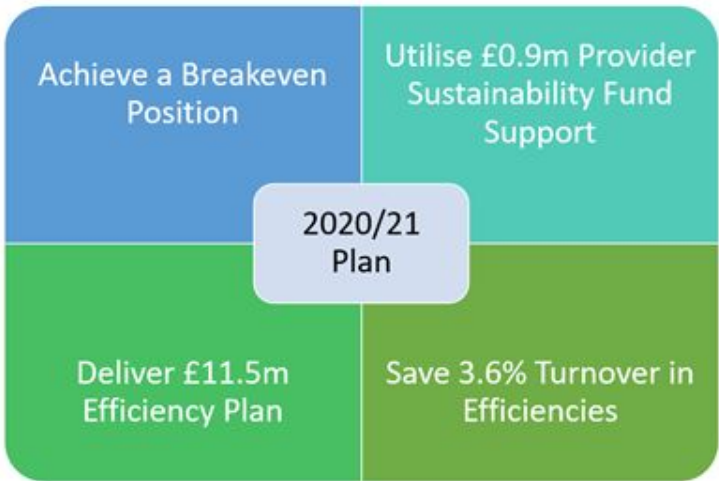 Achieve a Breakeven
Position
Utilise £0.9m Provider
Sustainability Fund
Support
2020/21
Plan
Deliver £11.5m
Efficiency Plan
Save 3.6% Turnover in
Efficiencies